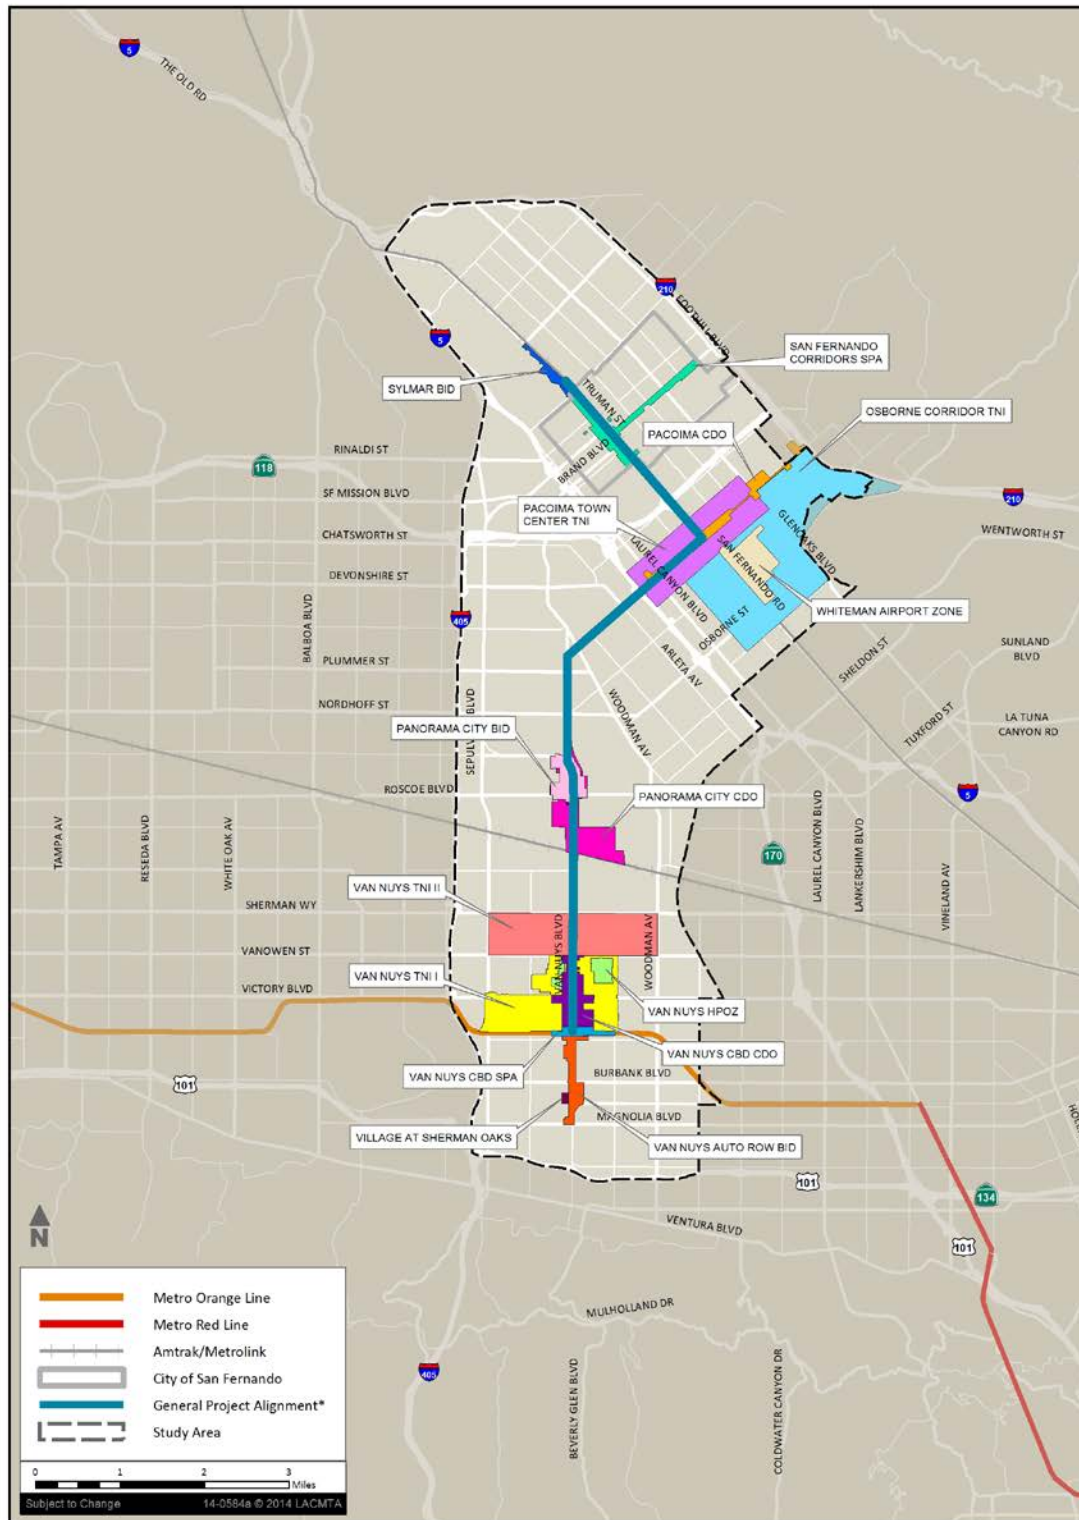 5
THE OLD RD
210
FOOTHILL BLVD
5
SAN FERNANDO
CORRIDORS SPA
SYLMAR BID
TRUMAN ST
OSBORNE CORRIDOR TNI
PACOIMA CDO
BRAND BLVD
RINALDI ST
118
SF MISSION BLVD
210
PACOIMA TOWN
CENTER TNI
GLENOAKS BLVD
WENTWORTH ST
CHATSWORTH ST
LAUREL CANYON BLVD
SAN FERNANDO RD
DEVONSHIRE ST
WHITEMAN AIRPORT ZONE
BALBOA BLVD
405
OSBORNE ST
SUNLAND
BLVD
PLUMMER ST
ARLETA AV
SHELDON ST
NORDHOFF ST
WOODMAN AV
TUXFORD ST
LA TUNA
CANYON RD
PANORAMA CITY BID
ROSCOE BLVD
PANORAMA CITY CDO
5
TAMPA AV
RESEDA BLVD
WHITE OAK AV
170
LAUREL CANYON BLVD
LANKERSHIM BLVD
VINELAND AV
VAN NUYS TNI II
SHERMAN WY
VAN NUYS BLVD
WOODMAN AV
VANOWEN ST
VAN NUYS TNI I
VICTORY BLVD
VAN NUYS HPOZ
VAN NUYS CBD CDO
VAN NUYS CBD SPA
BURBANK BLVD
101
MAGNOLIA BLVD
VILLAGE AT SHERMAN OAKS
VAN NUYS AUTO ROW BID
101
134
VENTURA BLVD
101
N
MULHOLLAND DR
405
BEVERLY GLEN BLVD
COLDWATER CANYON DR
Metro Orange Line
Metro Red Line
Amtrak/Metrolink
City of San Fernando
General Project Alignment*
Study Area
0 1 2 3
Miles
Subject to Change 14-0584a © 2014 LACMTA